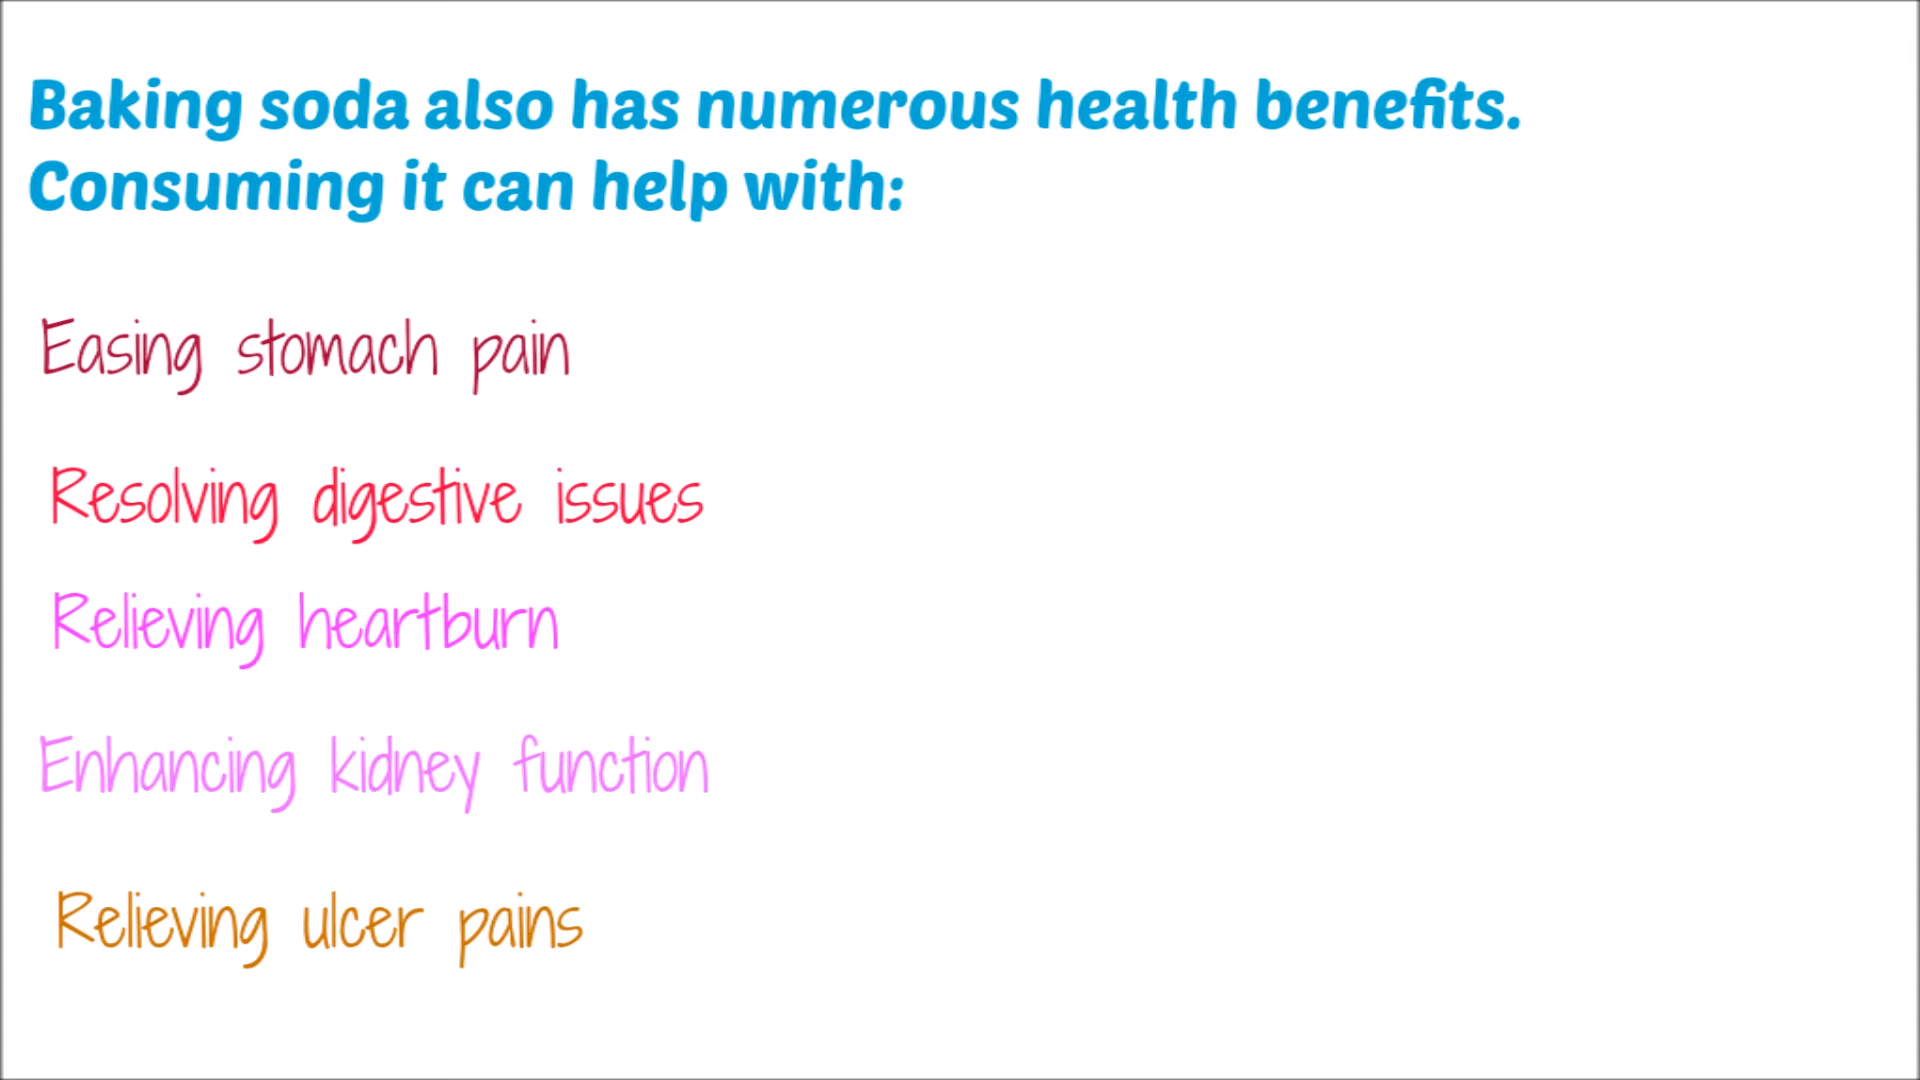 Baking soda also has numerous health benefits.
Consuming it can help with:
Easing stomach pain
Resolving digestive issues
Relieving heartburn
Enhancing kidney function
Relieving ulcer pains